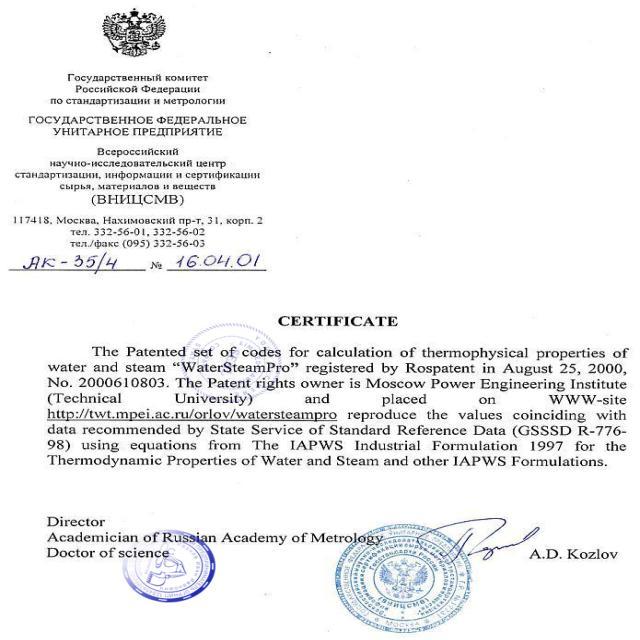 Государственный комитет
Российской Федерации
по стандартизации и метрологии
ГОСУДАРСТВЕННОЕ ФЕДЕРАЛЬНОЕ
УНИТАРНОЕ ПРЕДПРИЯТИЕ
Всероссийский
научно-исследовательский центр
стандартизации, информации и сертификации
сырья, материалов и веществ
(ВНИЦСМВ)
117418, Москва, Нахимовский пр-т, 31, корп. 2
тел. 332-56-01, 332-56-02
тел./факс (095) 332-56-03
АК-35/4 № 16.04.01
CERTIFICATE
The Patented set of codes for calculation of thermophysical properties of
water and steam “WaterSteamPro” registered by Rospatent in August 25, 2000,
No. 2000610803. The Patent rights owner is Moscow Power Engineering Institute
(Technical University) and placed on WWW-site
http://twt.mpei.ac.ru/orlov/watersteampro reproduce the values coinciding with
data recommended by State Service of Standard Reference Data (GSSSD R-776-
98) using equations from The IAPWS Industrial Formulation 1997 for the
Thermodynamic Properties of Water and Steam and other IAPWS Formulations.
Director
Academician of Russian Academy of Metrology
Doctor of science
A.D. Kozlov
(ВНИЦСМВ)
МОСКВА